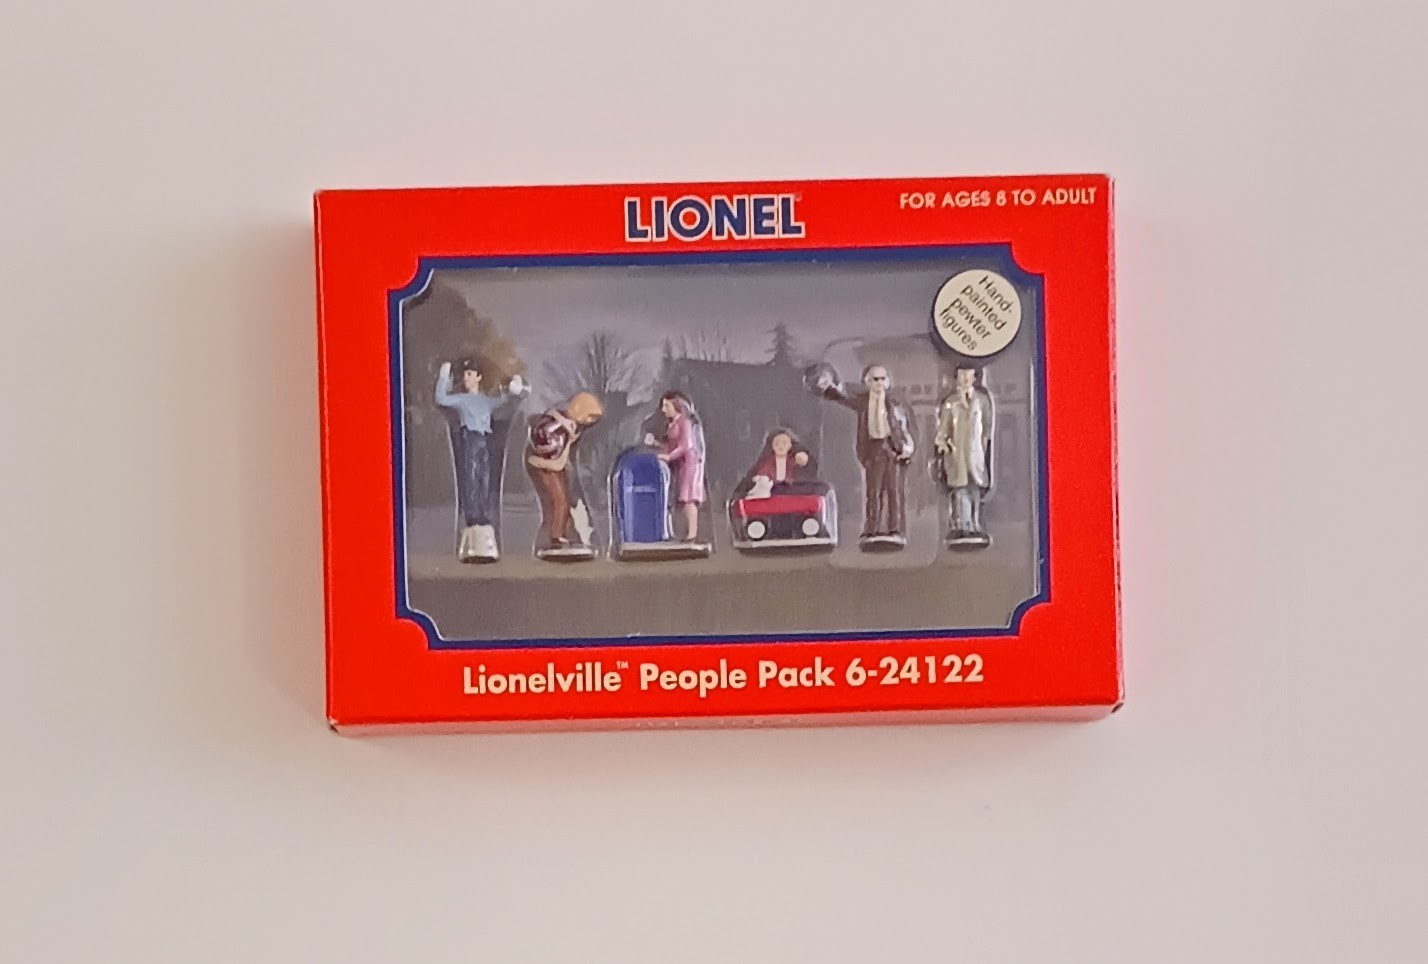 LIONEL
FOR AGES 8 TO ADULT
Hand-
painted
pewter
figures
Lionelville™ People Pack 6-24122